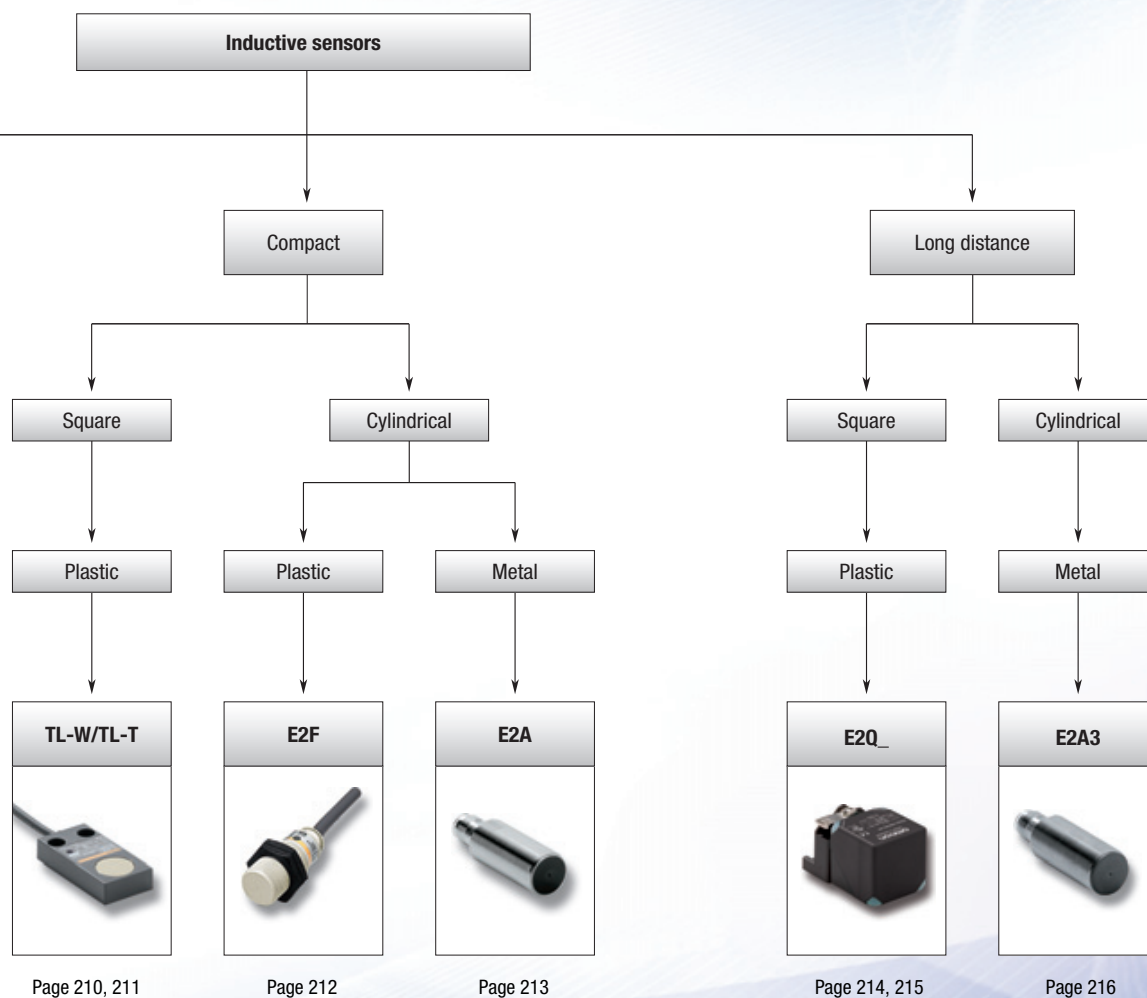 Inductive sensors
Compact
Long distance
Square
Cylindrical
Square
Cylindrical
Plastic
Plastic
Metal
Plastic
Metal
TL-W/TL-T
E2F
E2A
E2Q_
E2A3
Page 210, 211
Page 212
Page 213
Page 214, 215
Page 216